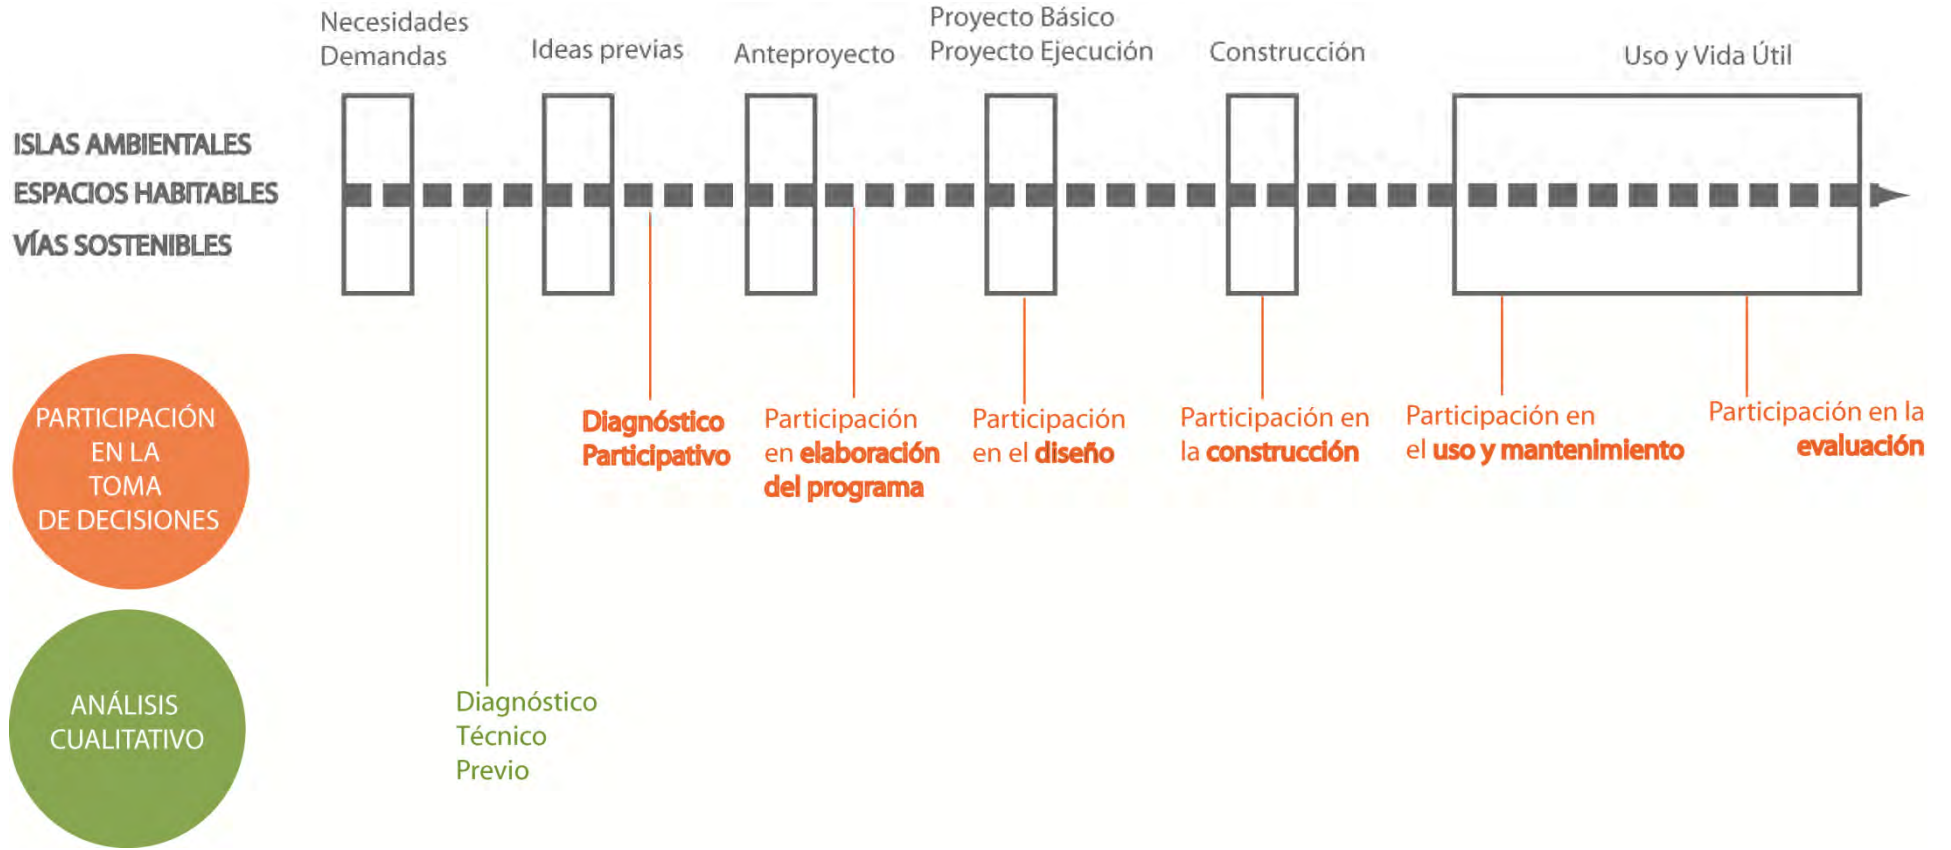 Necesidades
Demandas
Ideas previas
Anteproyecto
Proyecto Básico
Proyecto Ejecución
Construcción
Uso y Vida Útil
ISLAS AMBIENTALES
ESPACIOS HABITABLES
VÍAS SOSTENIBLES
PARTICIPACIÓN
EN LA
TOMA
DE DECISIONES
Diagnóstico
Participativo
Participación
en elaboración
del programa
Participación
en el diseño
Participación en
la construcción
Participación en
el uso y mantenimiento
Participación en la
evaluación
ANÁLISIS
CUALITATIVO
Diagnóstico
Técnico
Previo